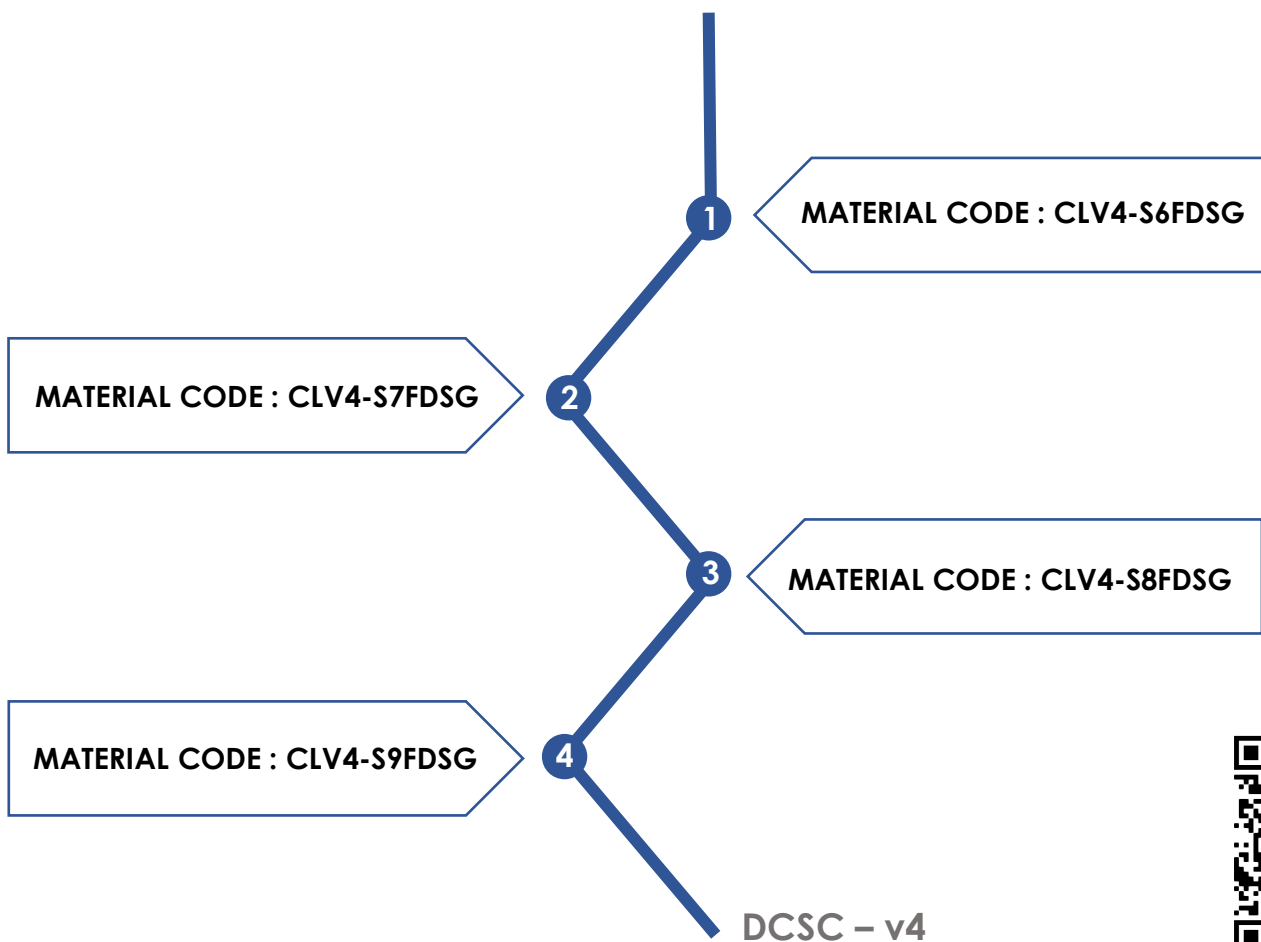 1
MATERIAL CODE : CLV4-S6FDSG
MATERIAL CODE : CLV4-S7FDSG
2
3
MATERIAL CODE : CLV4-S8FDSG
MATERIAL CODE : CLV4-S9FDSG
4
DCSC – v4